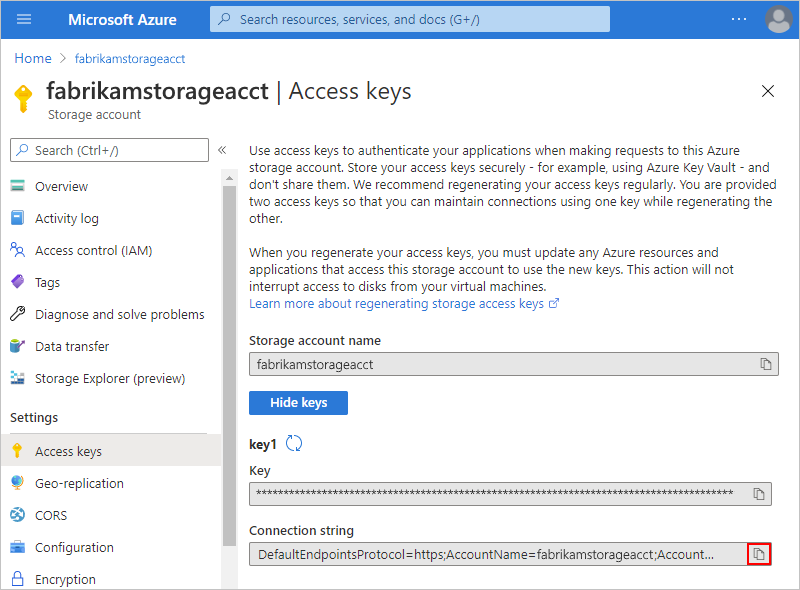 Microsoft Azure
Search resources, services, and docs (G+/)
...
Home > fabrikamstorageacct
fabrikamstorageacct | Access keys
Storage account
Search (Ctrl+/)
«
Overview
Activity log
Access control (IAM)
Tags
Diagnose and solve problems
Data transfer
Storage Explorer (preview)
Settings
Access keys
Geo-replication
CORS
Configuration
Encryption
Use access keys to authenticate your applications when making requests to this Azure
storage account. Store your access keys securely - for example, using Azure Key Vault - and
don't share them. We recommend regenerating your access keys regularly. You are provided
two access keys so that you can maintain connections using one key while regenerating the
other.
When you regenerate your access keys, you must update any Azure resources and
applications that access this storage account to use the new keys. This action will not
interrupt access to disks from your virtual machines.
Learn more about regenerating storage access keys
Storage account name
fabrikamstorageacct
Hide keys
key1
Key
****************************************************************************************
Connection string
DefaultEndpointsProtocol=https;AccountName=fabrikamstorageacct;Account...